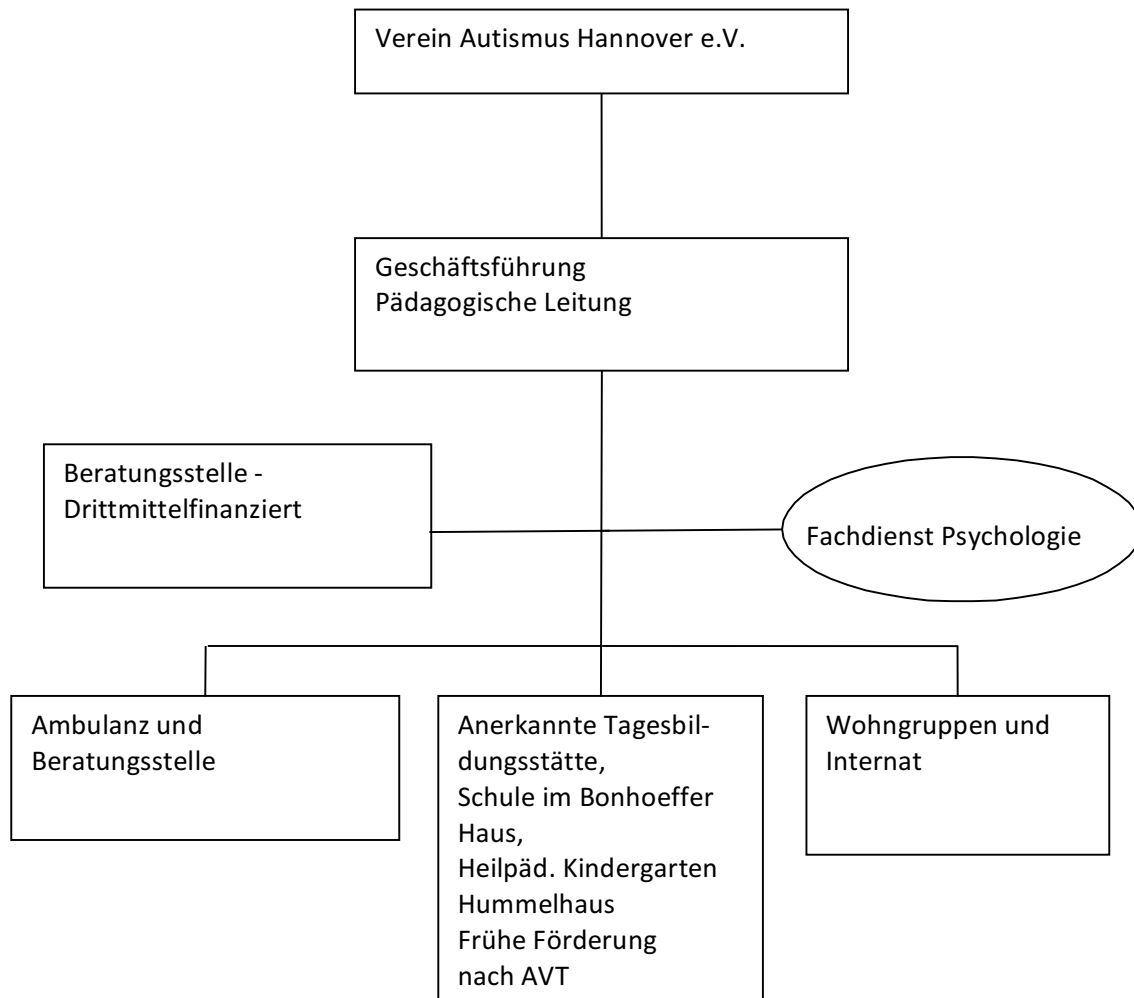 Verein Autismus Hannover e.V.
Geschäftsführung
Pädagogische Leitung
Beratungsstelle -
Drittmittelfinanziert
Fachdienst Psychologie
Ambulanz und
Beratungsstelle
Anerkannte Tagesbil-
dungsstätte,
Schule im Bonhoeffer
Haus,
Heilpäd. Kindergarten
Hummelhaus
Frühe Förderung
nach AVT
Wohngruppen und
Internat